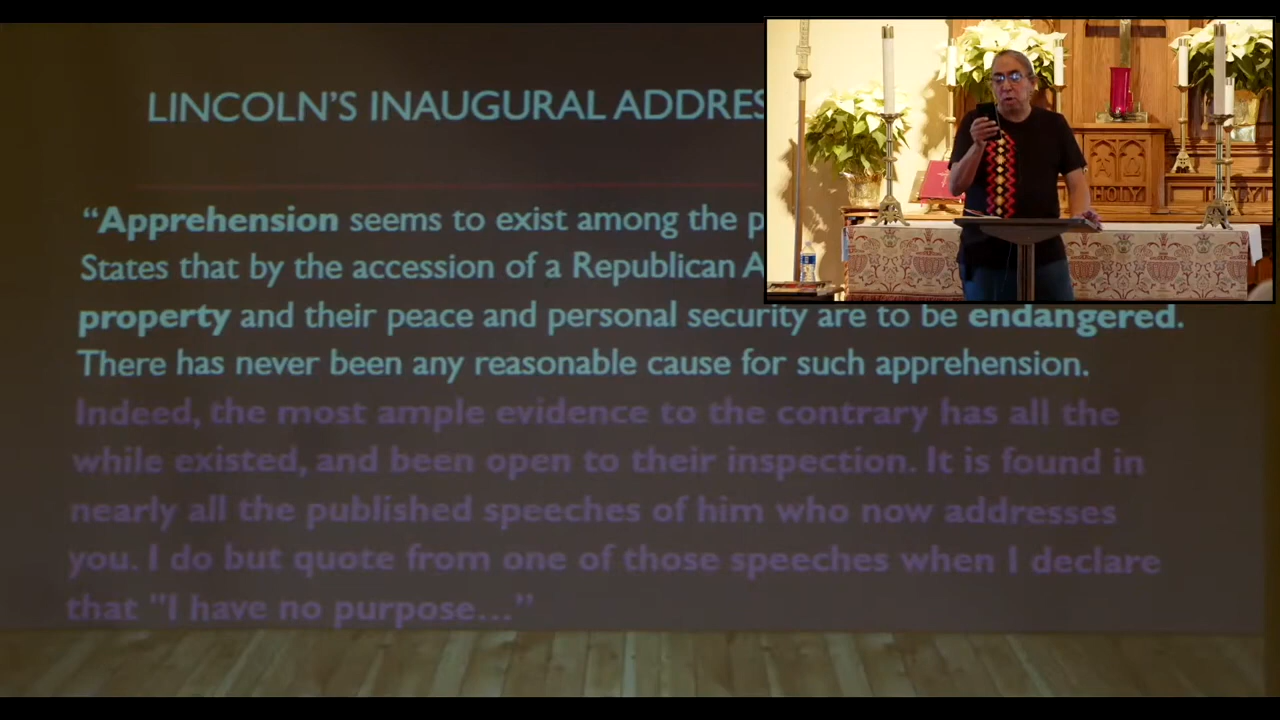 LINCOLN'S INAUGURAL ADDRES
“Apprehension seems to exist among the p
States that by the accession of a Republican A
property and their peace and personal security are to be endangered.
There has never been any reasonable cause for such apprehension.
Indeed, the most ample evidence to the contrary has all the
while existed, and been open to their inspection. It is found in
nearly all the published speeches of him who now addresses
you. I do but quote from one of those speeches when I declare
that "I have no purpose...”
HOLY